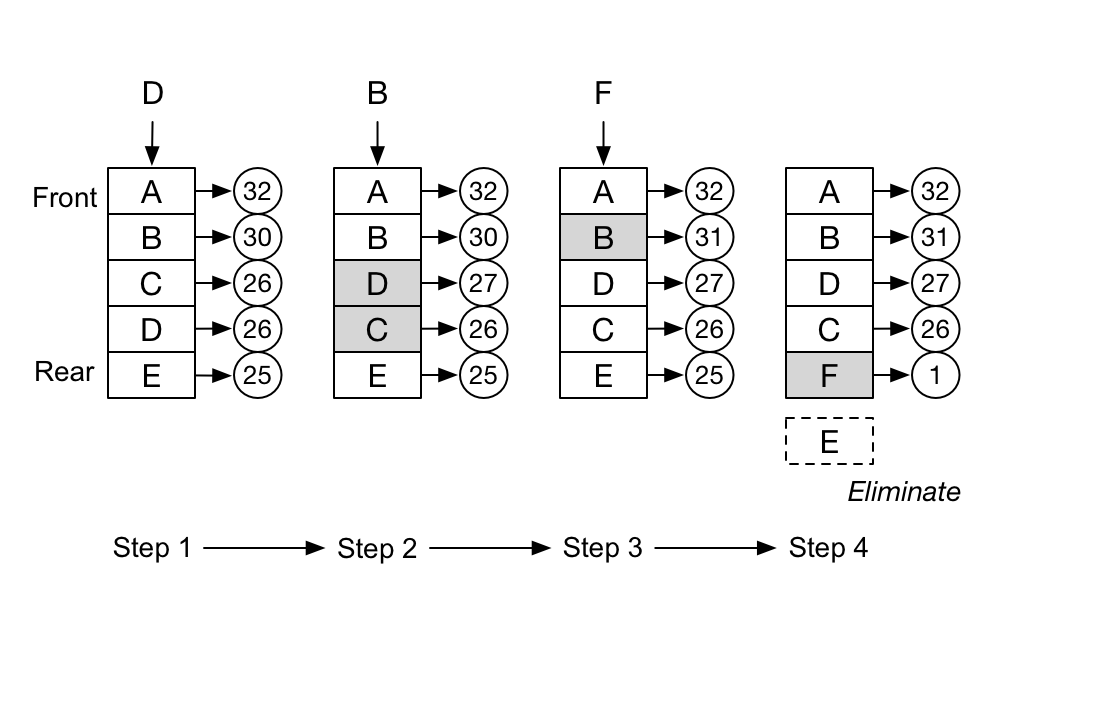 D B F
Front A 32 A 32 A 32 A 32
B 30 B 30 B 31 B 31
C 26 D 27 D 27 D 27
D 26 C 26 C 26 C 26
Rear E 25 E 25 E 25 F 1
E
Eliminate
Step 1 Step 2 Step 3 Step 4